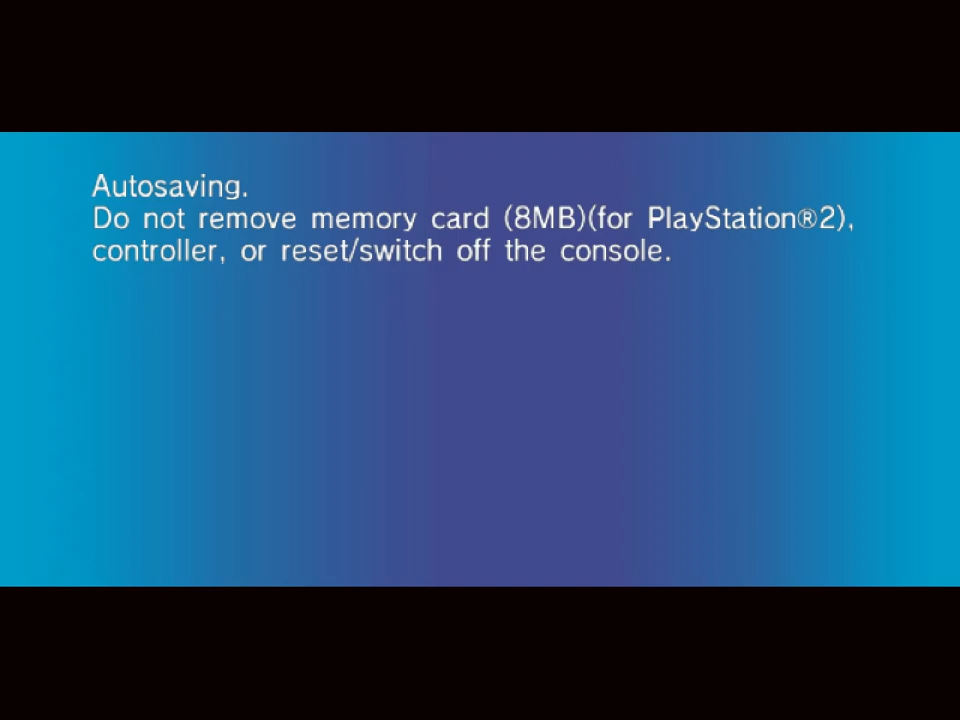 Autosaving.
Do not remove memory card (8MB)(for PlayStation®2),
controller, or reset/switch off the console.